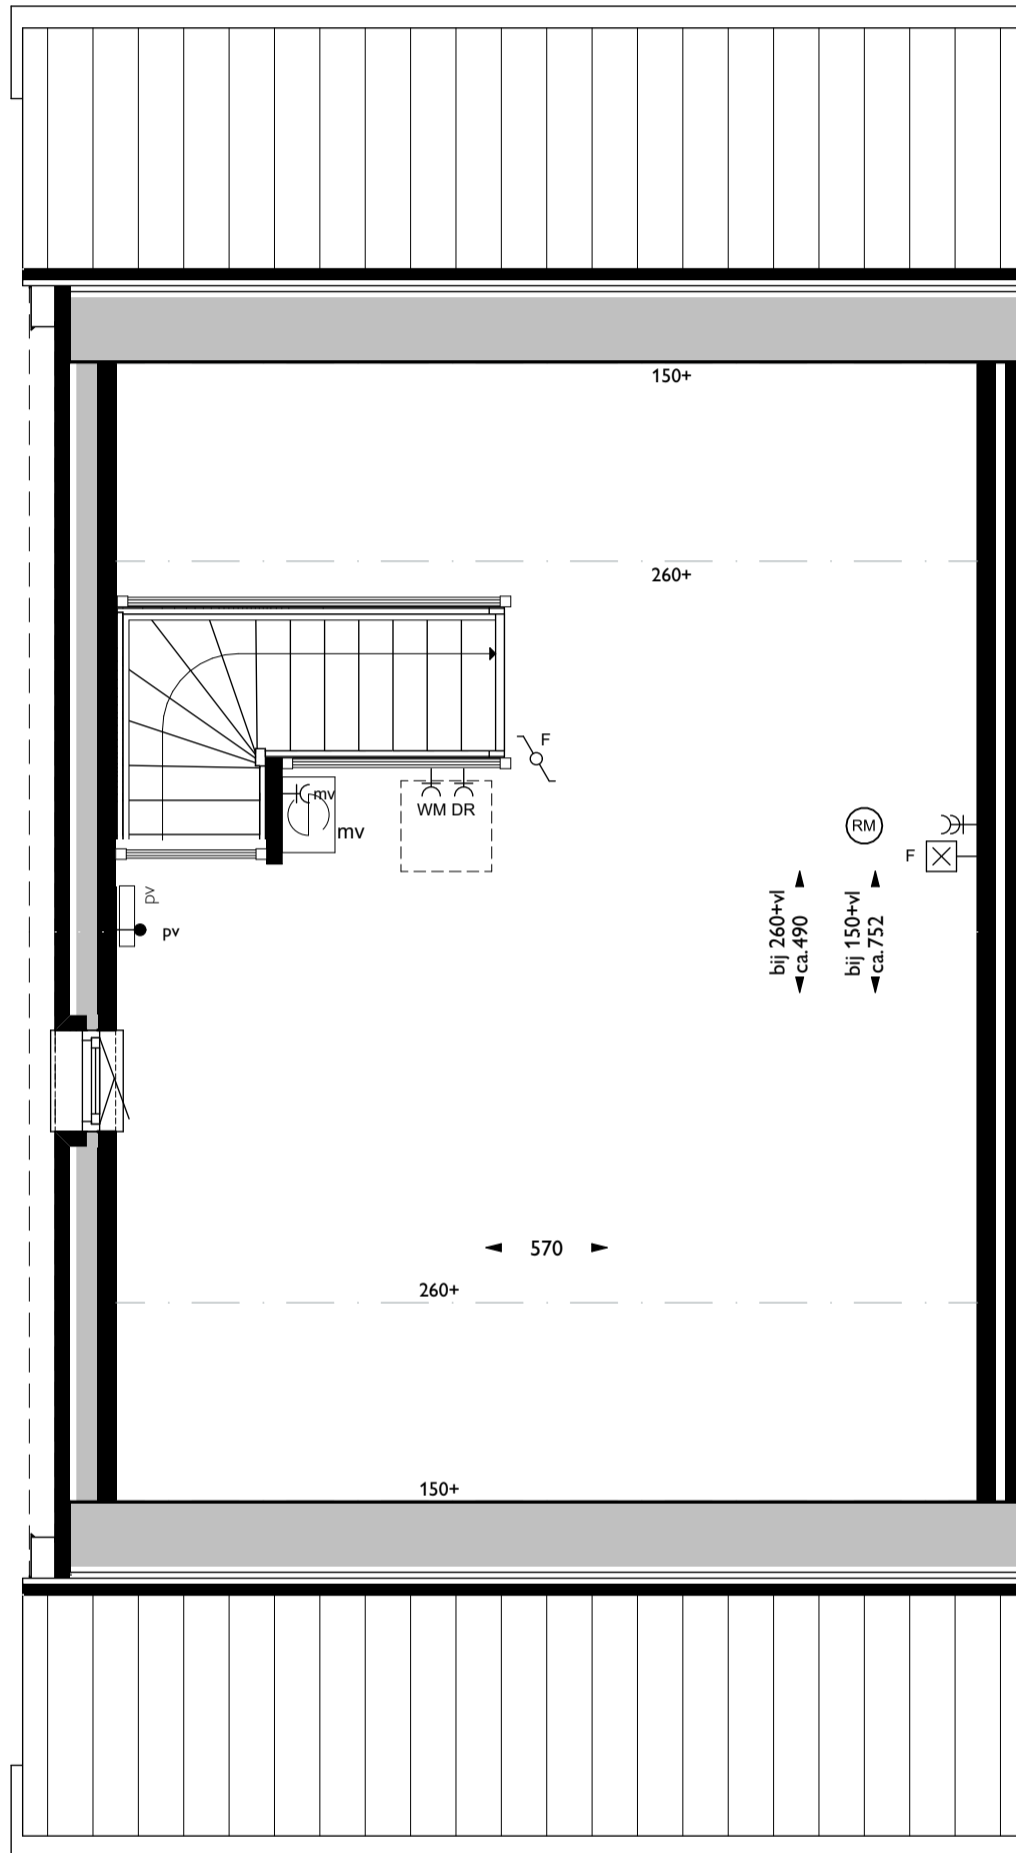 150+
260+
F
mv
mv
WM DR
RM
F
pv
pv
bij 260+vl
ca.490
bij 150+vl
ca.752
570
260+
150+